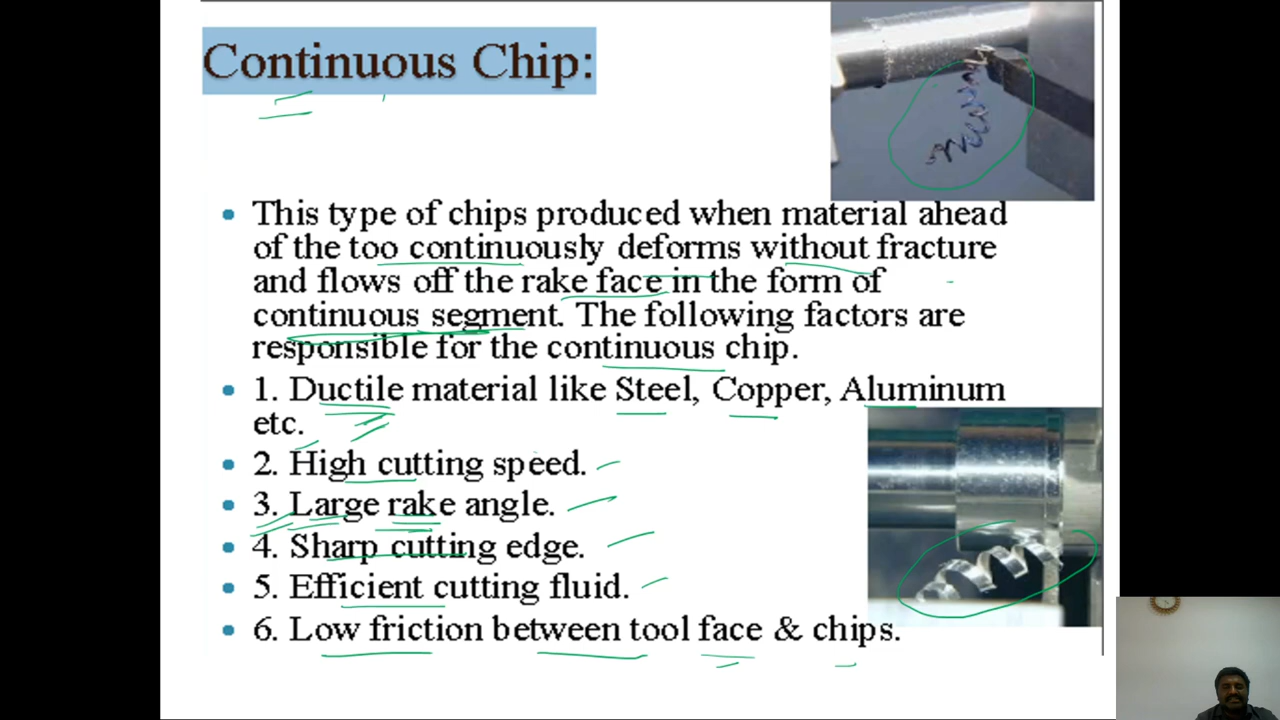 Continuous Chip:
• This type of chips produced when material ahead
of the too continuously deforms without fracture
and flows off the rake face in the form of
continuous segment. The following factors are
responsible for the continuous chip.
• 1. Ductile material like Steel, Copper, Aluminum
etc.
• 2. High cutting speed.
• 3. Large rake angle.
• 4. Sharp cutting edge.
• 5. Efficient cutting fluid.
• 6. Low friction between tool face & chips.